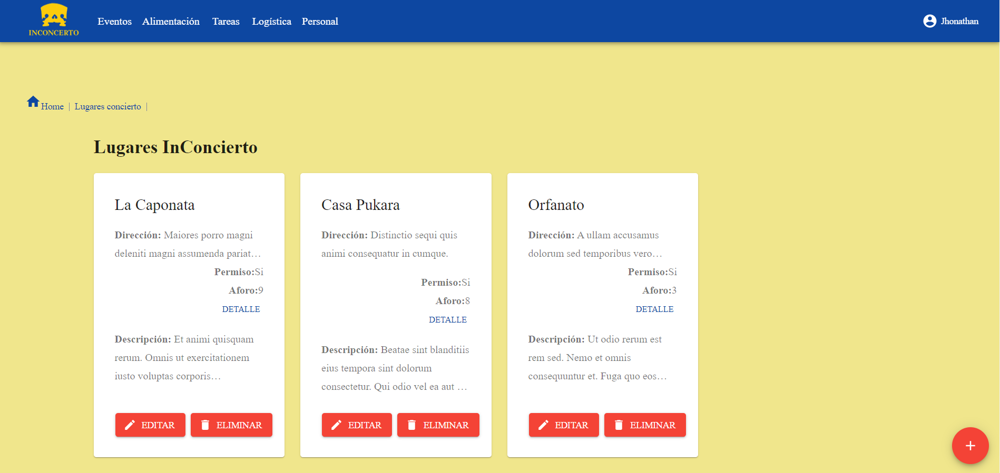 INCONCERTO
Eventos Alimentación Tareas Logística Personal
Jhonathan
Home | Lugares concierto |
Lugares InConcierto
La Caponata
Dirección: Maiores porro magni
deleniti magni assumenda pariat…
Permiso:Si
Aforo:9
DETALLE
Descripción: Et animi quisquam
rerum. Omnis ut exercitationem
iusto voluptas corporis…
EDITAR ELIMINAR
Casa Pukara
Dirección: Distinctio sequi quis
animi consequatur in cumque.
Permiso:Si
Aforo:8
DETALLE
Descripción: Beatae sint blanditiis
eius tempora sint dolorum
consectetur. Qui odio vel ea aut …
EDITAR ELIMINAR
Orfanato
Dirección: A ullam accusamus
dolorum sed temporibus vero…
Permiso:Si
Aforo:3
DETALLE
Descripción: Ut odio rerum est
rem sed. Nemo et omnis
consequuntur et. Fuga quo eos…
EDITAR ELIMINAR
+